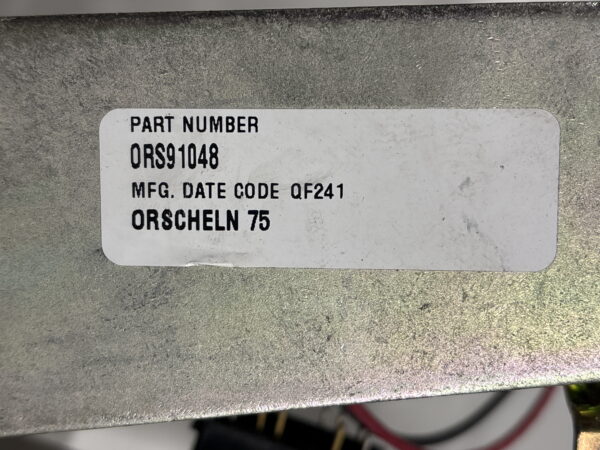 PART NUMBER
ORS91048
MFG. DATE CODE QF241
ORSCHELN 75